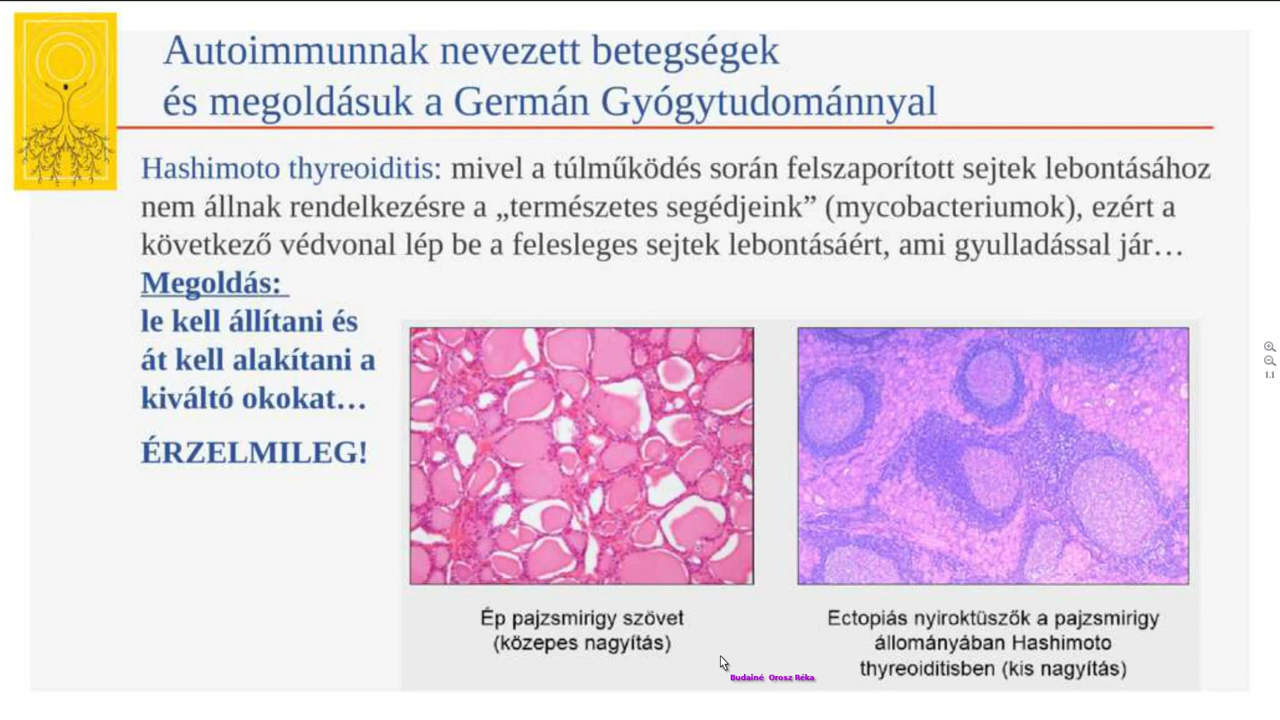 Autoimmunnak nevezett betegségek
és megoldásuk a Germán Gyógytudománnyal
Hashimoto thyreoiditis: mivel a túlműködés során felszaporított sejtek lebontásához
nem állnak rendelkezésre a „természetes segédjeink” (mycobacteriumok), ezért a
következő védvonal lép be a felesleges sejtek lebontásáért, ami gyulladással jár…
Megoldás:
le kell állítani és
át kell alakítani a
kiváltó okokat…
ÉRZELMILEG!
Ép pajzsmirigy szövet
(közepes nagyítás)
Ectopiás nyiroktüszők a pajzsmirigy
állományában Hashimoto
thyreoiditisben (kis nagyítás)
Budainé Orosz Réka
1.1